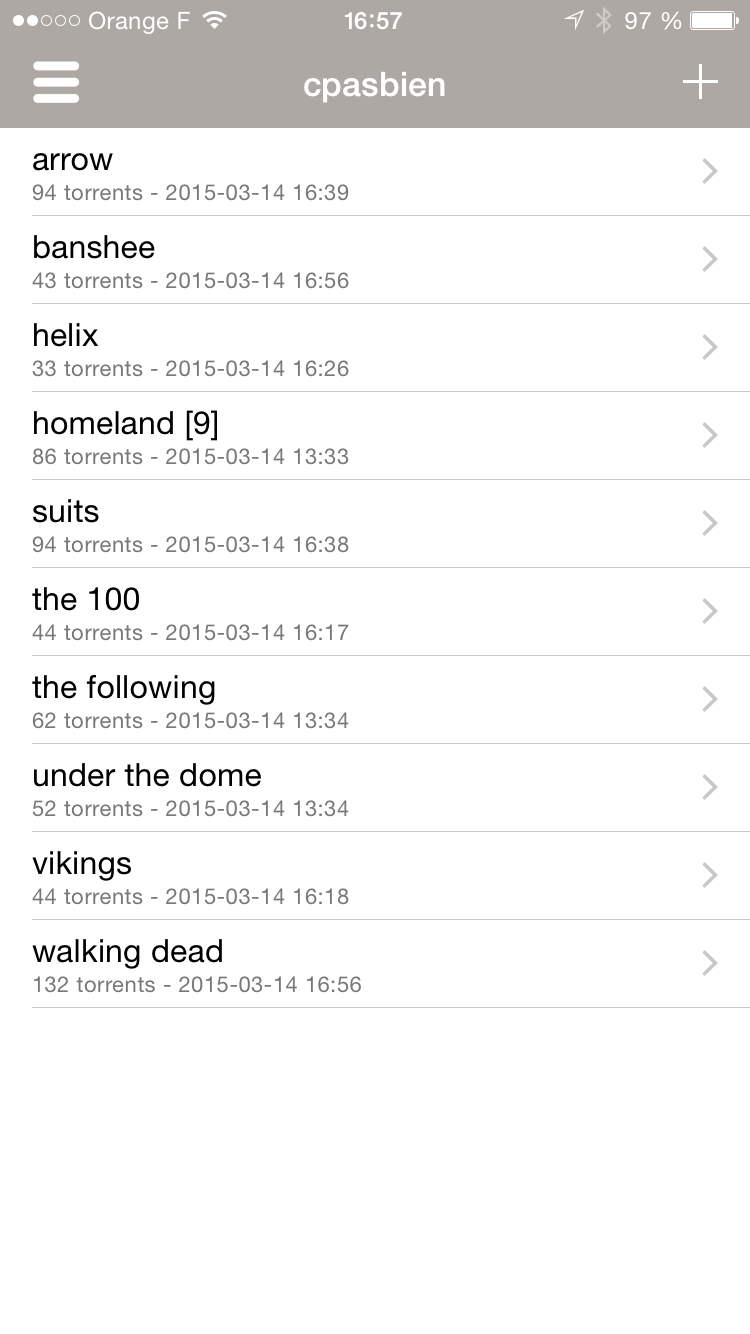 Orange F 16:57 97 %
cpasbien
arrow
94 torrents - 2015-03-14 16:39
banshee
43 torrents - 2015-03-14 16:56
helix
33 torrents - 2015-03-14 16:26
homeland [9]
86 torrents - 2015-03-14 13:33
suits
94 torrents - 2015-03-14 16:38
the 100
44 torrents - 2015-03-14 16:17
the following
62 torrents - 2015-03-14 13:34
under the dome
52 torrents - 2015-03-14 13:34
vikings
44 torrents - 2015-03-14 16:18
walking dead
132 torrents - 2015-03-14 16:56